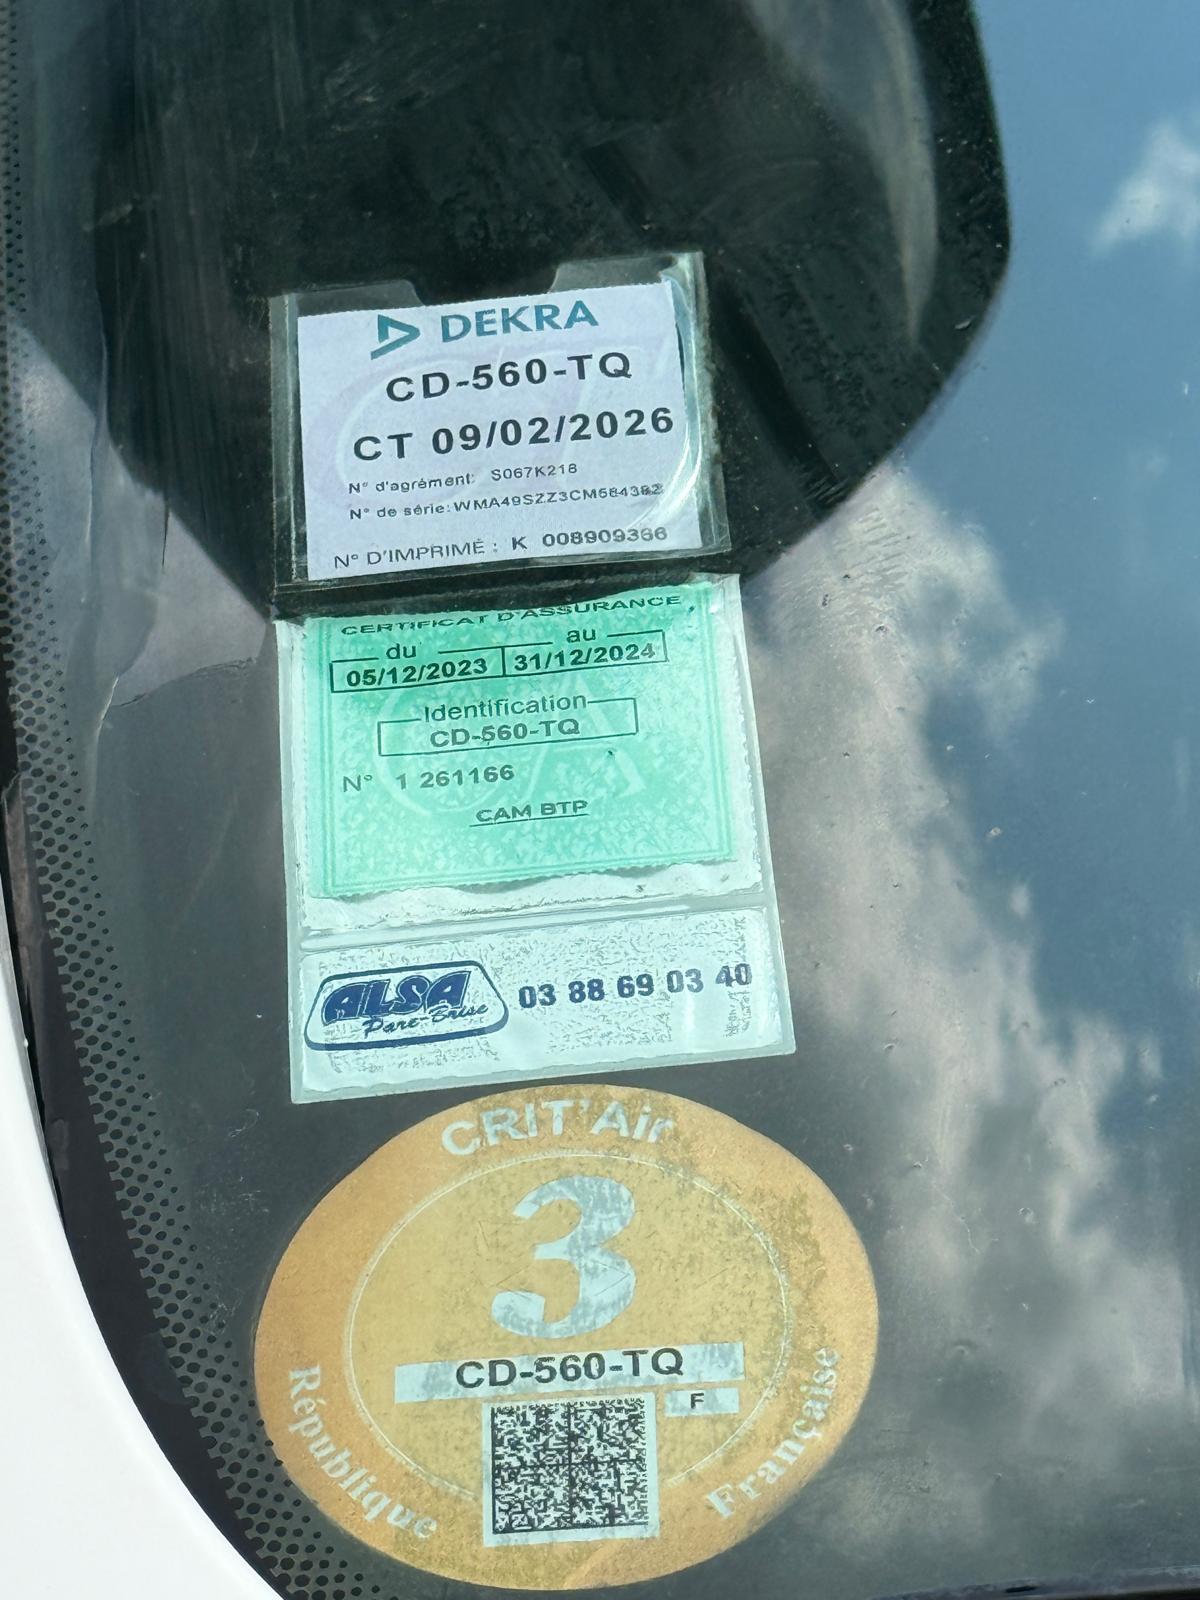 DEKRA
CD-560-TQ
CT 09/02/2026
N° d'agrément: S067K218
N° de série: WMA49SZZ3CM584382
N° D'IMPRIMÉ : K 008909366
CERTIFICAT D'ASSURANCE
du au
05/12/2023 31/12/2024
Identification
CD-560-TQ
N° 1 261166
CAM BTP
ALSA
Pare-Brise
03 88 69 03 40
CRIT'Air
3
CD-560-TQ
F
République Française